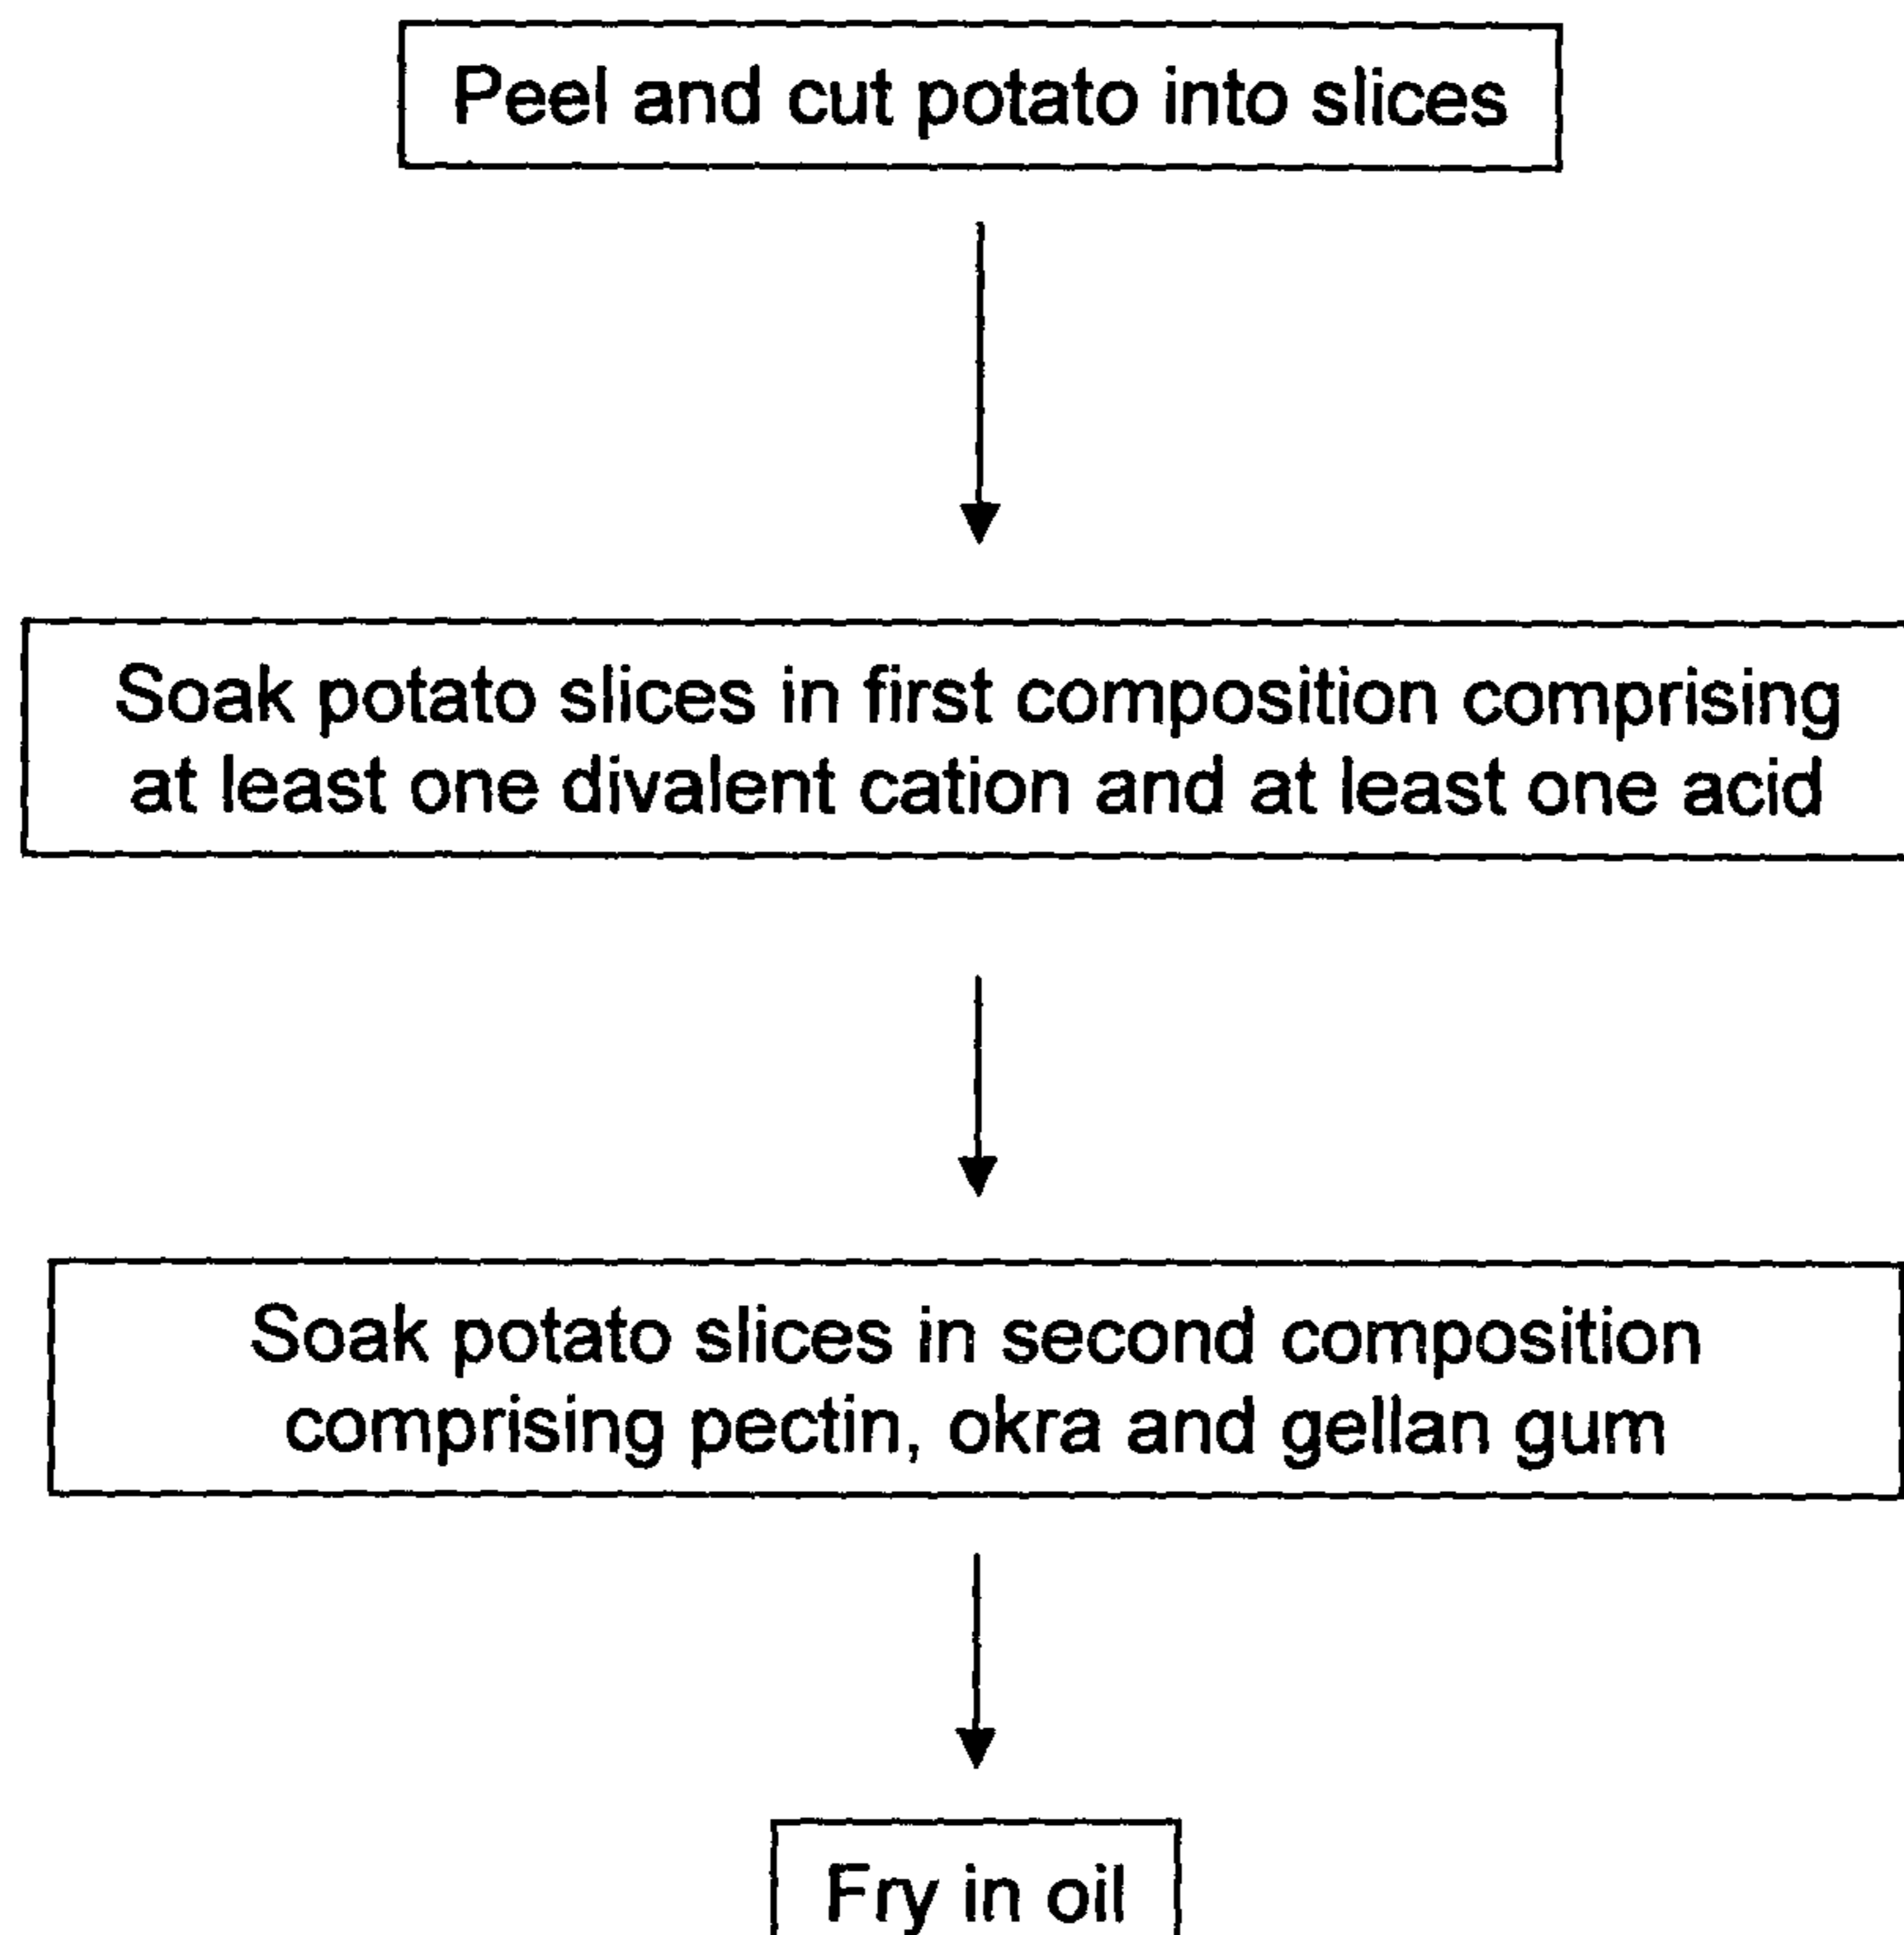 Peel and cut potato into slices
Soak potato slices in first composition comprising
at least one divalent cation and at least one acid
Soak potato slices in second composition
comprising pectin, okra and gellan gum
Fry in oil